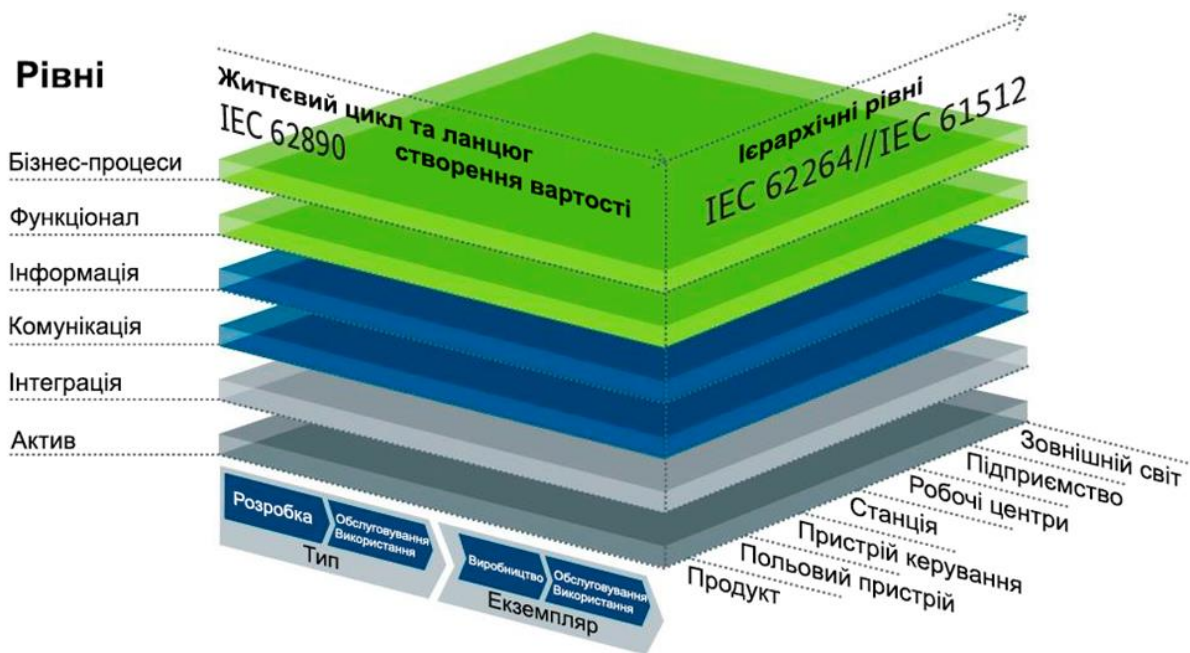 Рівні
Життєвий цикл та ланцюг
створення вартості
IEC 62890
Ієрархічні рівні
IEC 62264//IEC 61512
Бізнес-процеси
Функціонал
Інформація
Комунікація
Інтеграція
Актив
Розробка
Обслуговування
Використання
Тип
Виробництво
Обслуговування
Використання
Екземпляр
Зовнішній світ
Підприємство
Робочі центри
Станція
Пристрій керування
Польовий пристрій
Продукт